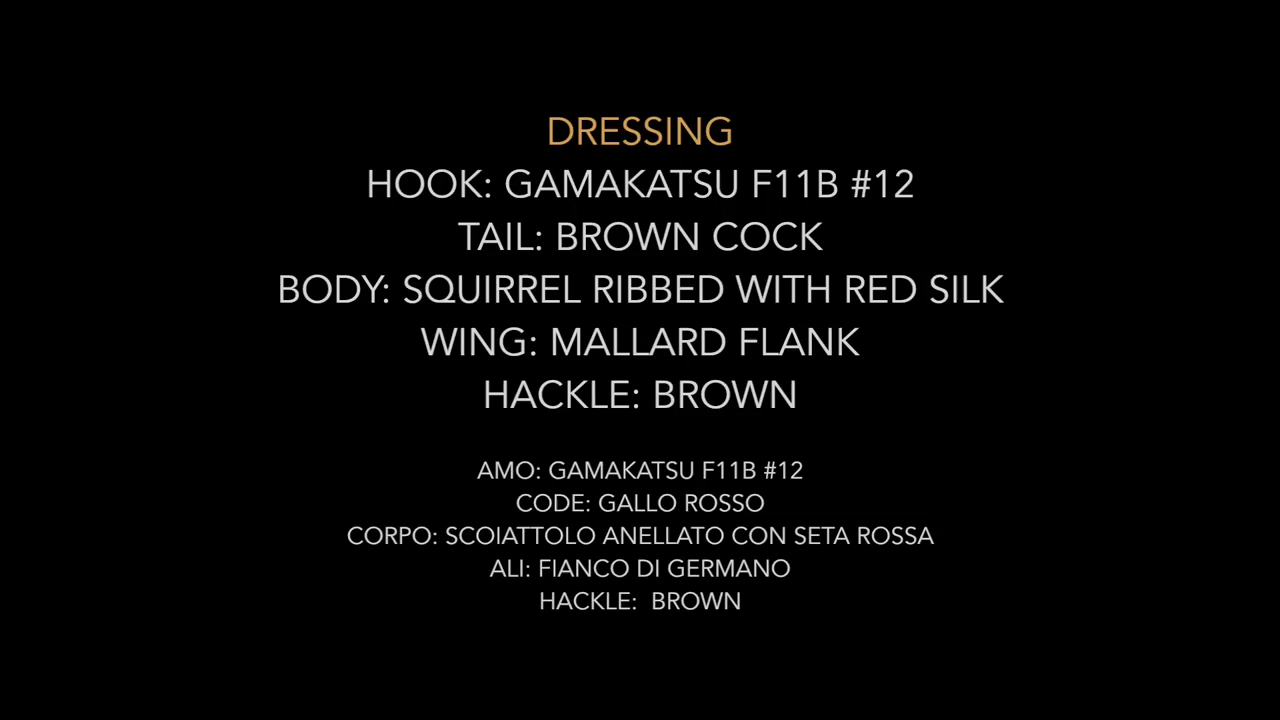 DRESSING
HOOK: GAMAKATSU F11B #12
TAIL: BROWN COCK
BODY: SQUIRREL RIBBED WITH RED SILK
WING: MALLARD FLANK
HACKLE: BROWN
AMO: GAMAKATSU F11B #12
CODE: GALLO ROSSO
CORPO: SCOIATTOLO ANELLATO CON SETA ROSSA
ALI: FIANCO DI GERMANO
HACKLE:  BROWN